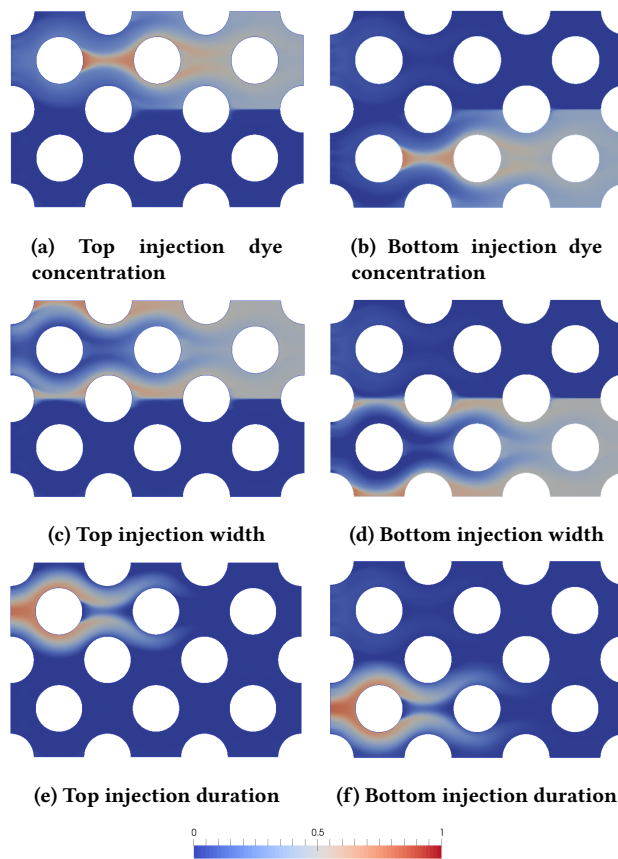 (a) Top injection dye
concentration
(b) Bottom injection dye
concentration
(c) Top injection width
(d) Bottom injection width
(e) Top injection duration
(f) Bottom injection duration
0 0.5 1